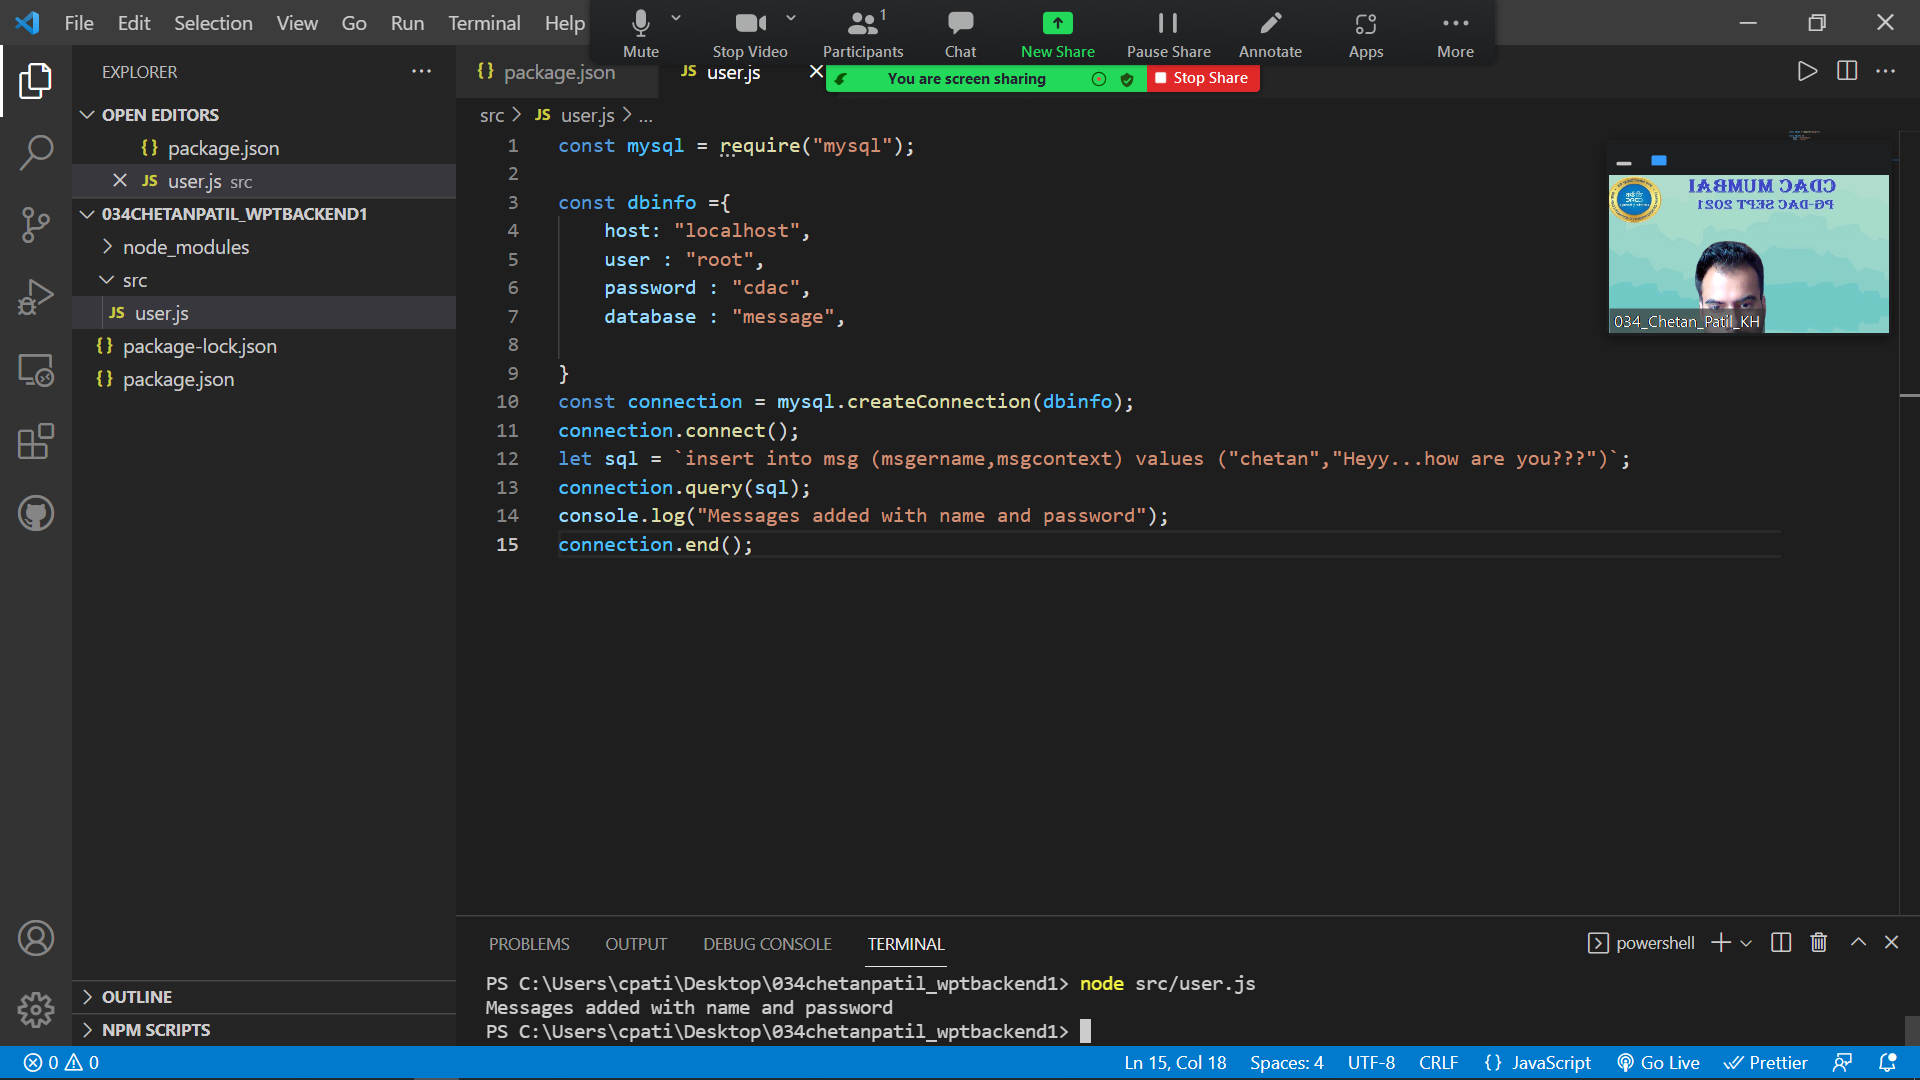 File Edit Selection View Go Run Terminal Help
Mute Stop Video Participants 1 Chat New Share Pause Share Annotate Apps More
You are screen sharing Stop Share
EXPLORER
OPEN EDITORS
{} package.json
JS user.js src
034CHETANPATIL_WPTBACKEND1
node_modules
src
JS user.js
{} package-lock.json
{} package.json
OUTLINE
NPM SCRIPTS
{} package.json
JS user.js
src > JS user.js > ...
1 const mysql = require("mysql");
2
3 const dbinfo ={
4 host: "localhost",
5 user : "root",
6 password : "cdac",
7 database : "message",
8
9 }
10 const connection = mysql.createConnection(dbinfo);
11 connection.connect();
12 let sql = `insert into msg (msgername,msgcontext) values ("chetan","Heyy...how are you???")`;
13 connection.query(sql);
14 console.log("Messages added with name and password");
15 connection.end();
CDAC MUMBAI
PG-DAC SEPT 2021
034_Chetan_Patil_KH
PROBLEMS OUTPUT DEBUG CONSOLE TERMINAL
powershell
PS C:\Users\cpati\Desktop\034chetanpatil_wptbackend1> node src/user.js
Messages added with name and password
PS C:\Users\cpati\Desktop\034chetanpatil_wptbackend1>
0 0
Ln 15, Col 18 Spaces: 4 UTF-8 CRLF {} JavaScript Go Live Prettier